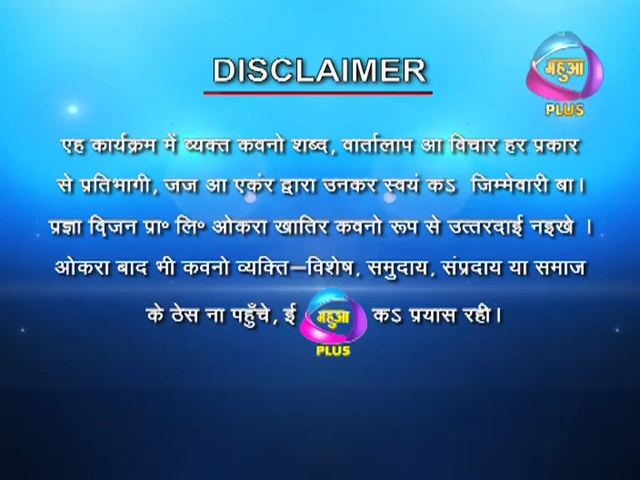 DISCLAIMER
महुआ
PLUS
एह कार्यक्रम में व्यक्त कवनो शब्द, वार्तालाप आ विचार हर प्रकार
से प्रतिभागी, जज आ एकंर द्वारा उनकर स्वयं कऽ जिम्मेवारी बा।
प्रज्ञा वि़जन प्रा॰ लि॰ ओकरा खातिर कवनो रूप से उत्तरदाई नइखे ।
ओकरा बाद भी कवनो व्यक्ति–विशेष, समुदाय, संप्रदाय या समाज
के ठेस ना पहुँचे, ई महुआ PLUS कऽ प्रयास रही।